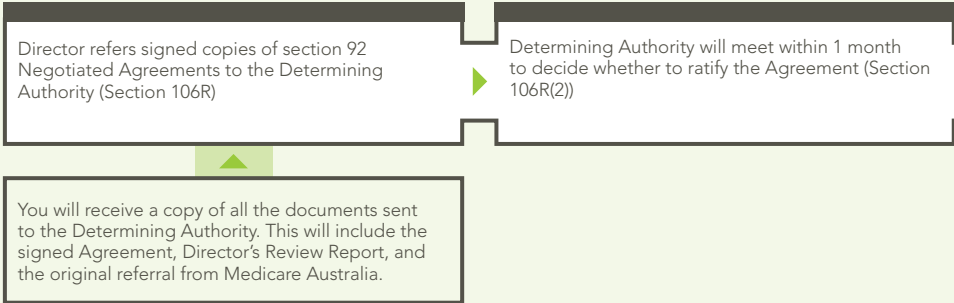 Director refers signed copies of section 92
Negotiated Agreements to the Determining
Authority (Section 106R)
Determining Authority will meet within 1 month
to decide whether to ratify the Agreement (Section
106R(2))
You will receive a copy of all the documents sent
to the Determining Authority. This will include the
signed Agreement, Director’s Review Report, and
the original referral from Medicare Australia.